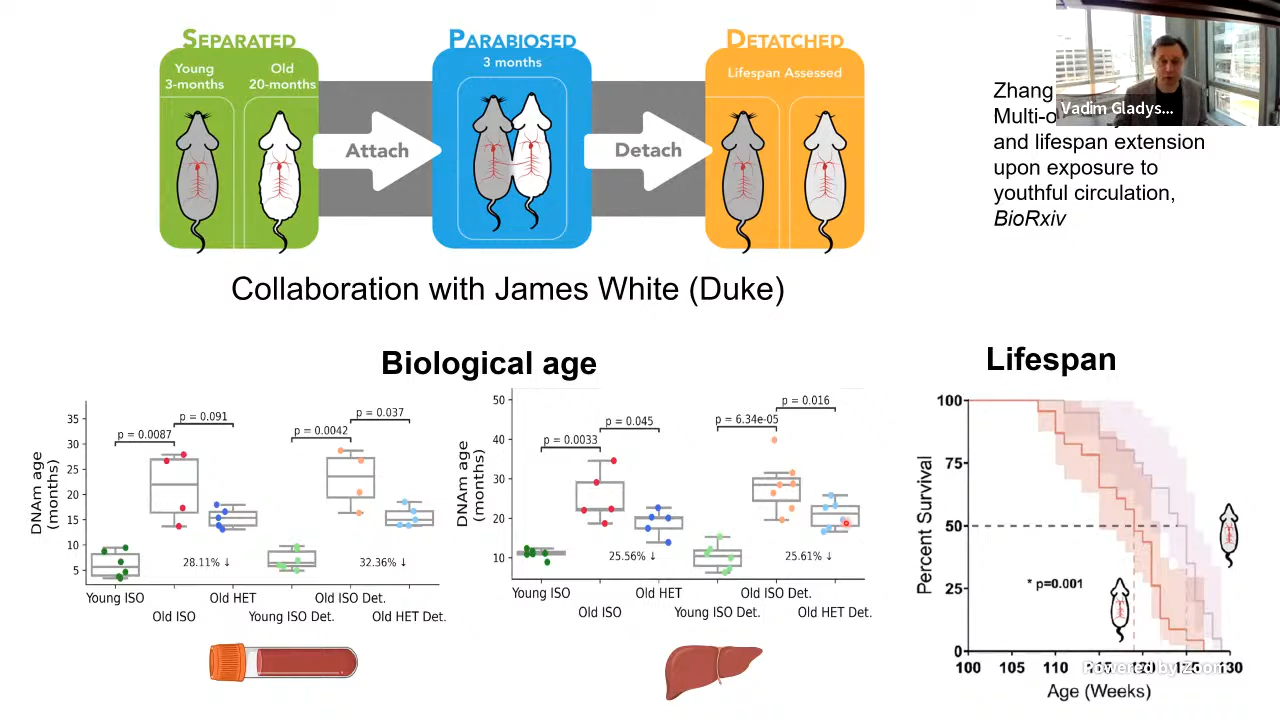 SEPARATED
Young
3-months
Old
20-months
Attach
PARABIOSED
3 months
Detach
DETATCHED
Lifespan Assessed
Vadim Gladys...
Zhang
Multi-o
and lifespan extension
upon exposure to
youthful circulation,
BioRxiv
Collaboration with James White (Duke)
Biological age
DNAm age
(months)
35
30
25
20
15
10
5
p = 0.0087
p = 0.091
p = 0.0042
p = 0.037
28.11% ↓
32.36% ↓
Young ISO
Old ISO
Old HET
Young ISO Det.
Old ISO Det.
Old HET Det.
DNAm age
(months)
50
40
30
20
10
p = 0.0033
p = 0.045
p = 6.34e-05
p = 0.016
25.56% ↓
25.61% ↓
Young ISO
Old ISO
Old HET
Young ISO Det.
Old ISO Det.
Old HET Det.
Lifespan
Percent Survival
100
75
50
25
0
* p=0.001
100 105 110 115 120 125 130
Powered by Zoom
Age (Weeks)